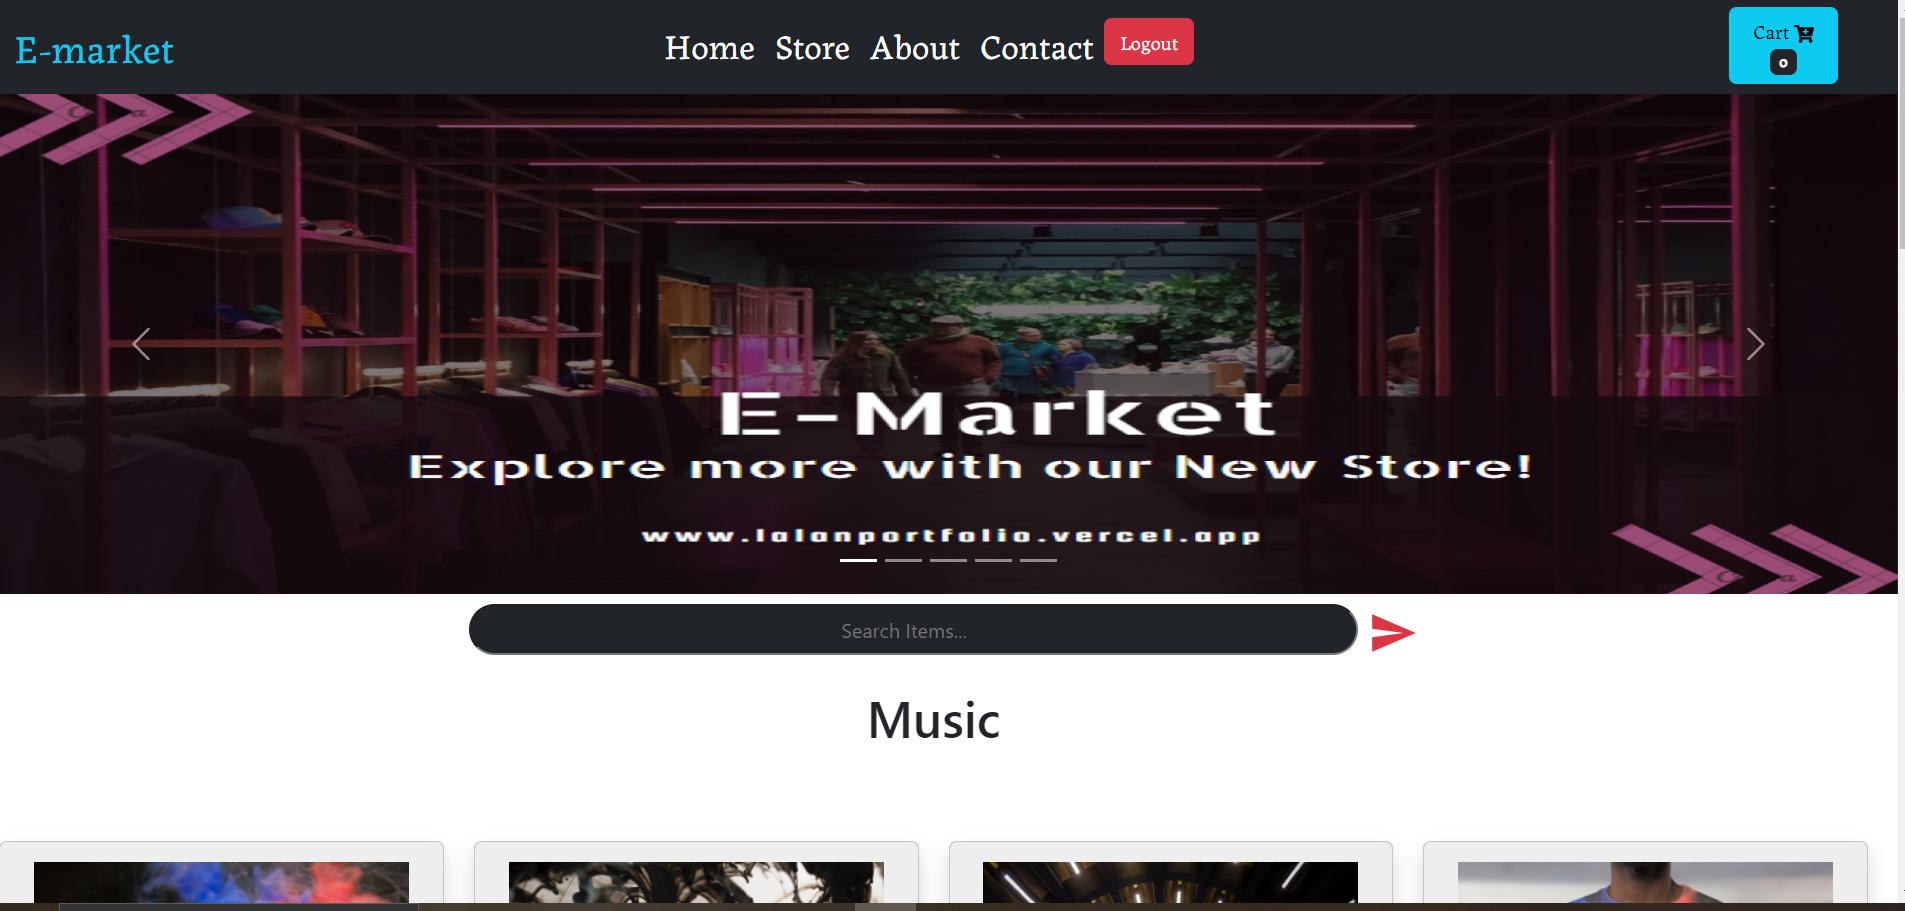 E-market
Home Store About Contact Logout
Cart
0
E-Market
Explore more with our New Store!
www.lalanportfolio.vercel.app
Search Items...
Music